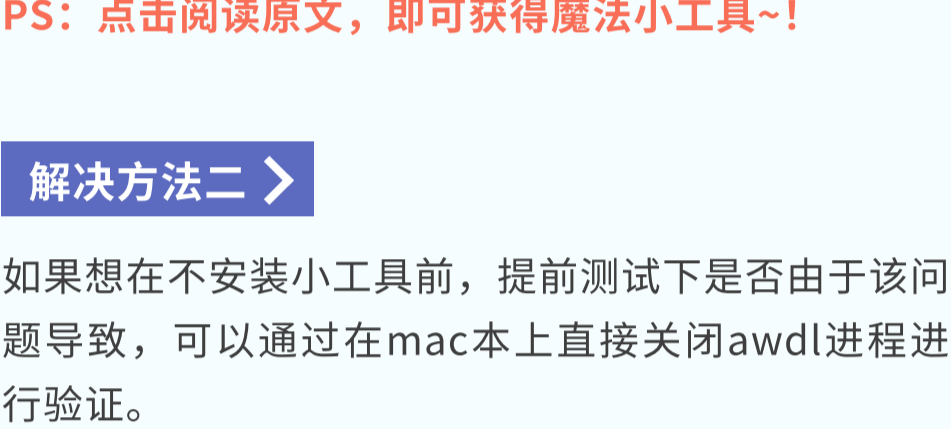 PS：点击阅读原文，即可获得魔法小工具~！
解决方法二
如果想在不安装小工具前，提前测试下是否由于该问
题导致，可以通过在mac本上直接关闭awdl进程进
行验证。